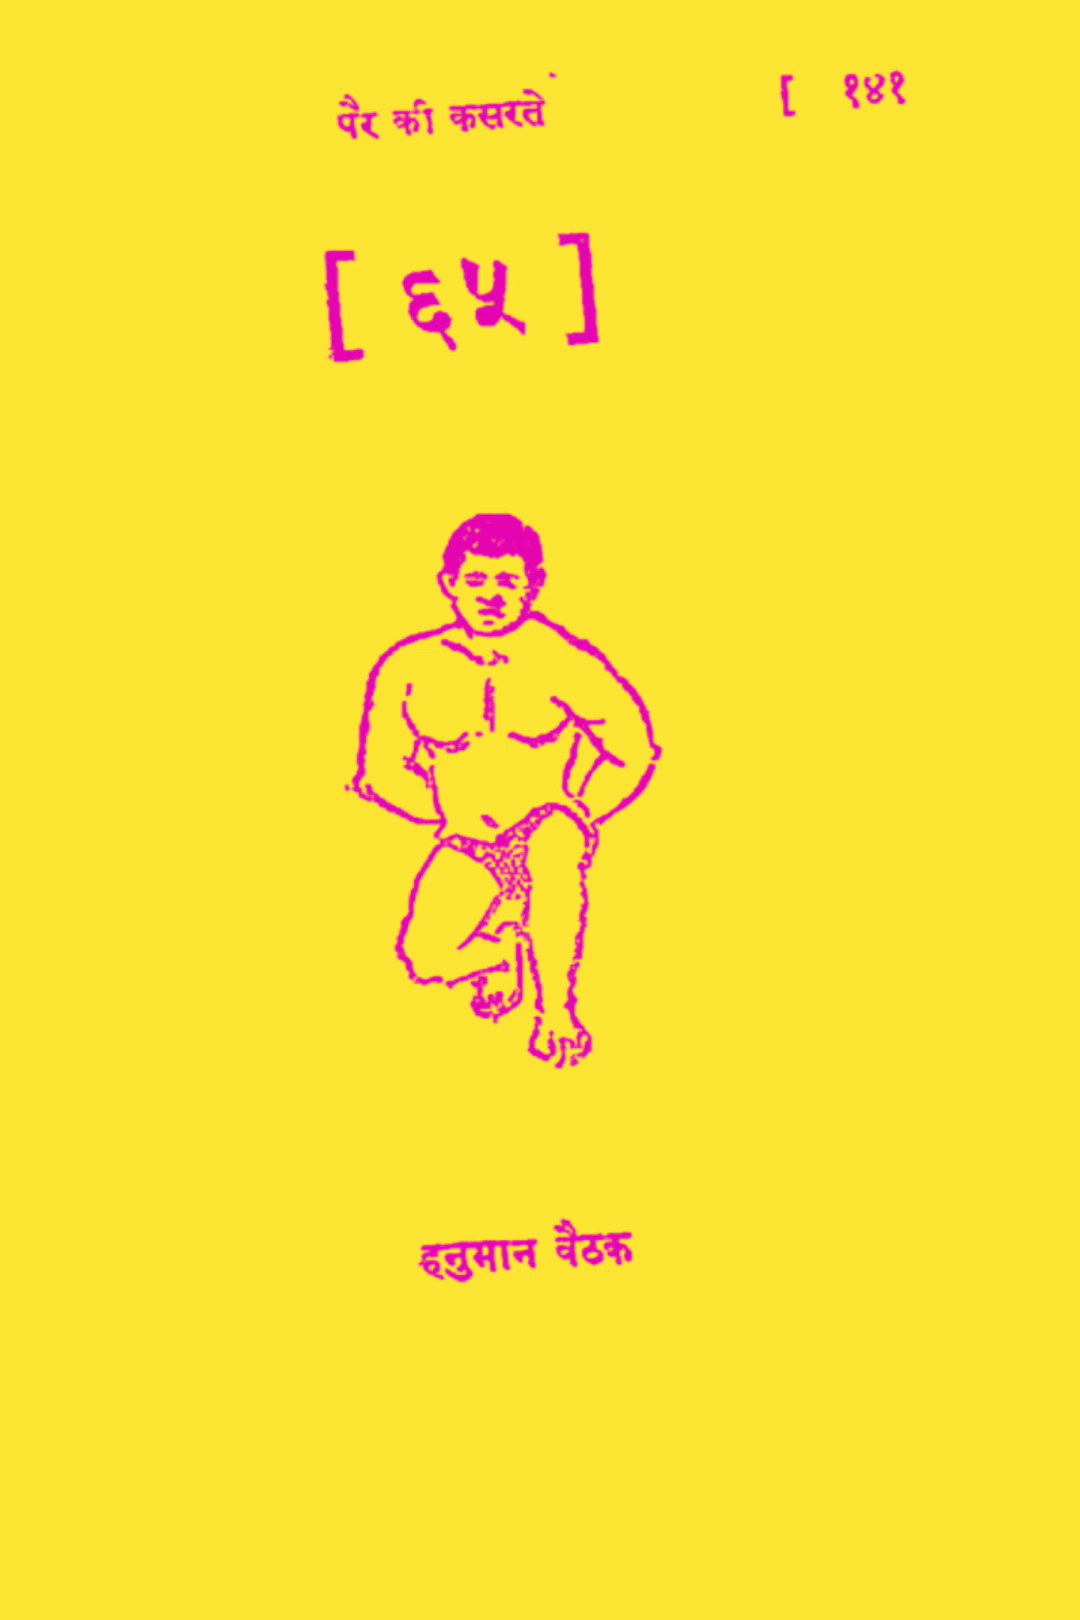 पैर की कसरतें [ १४१
[ ६५ ]
हनुमान वैठक